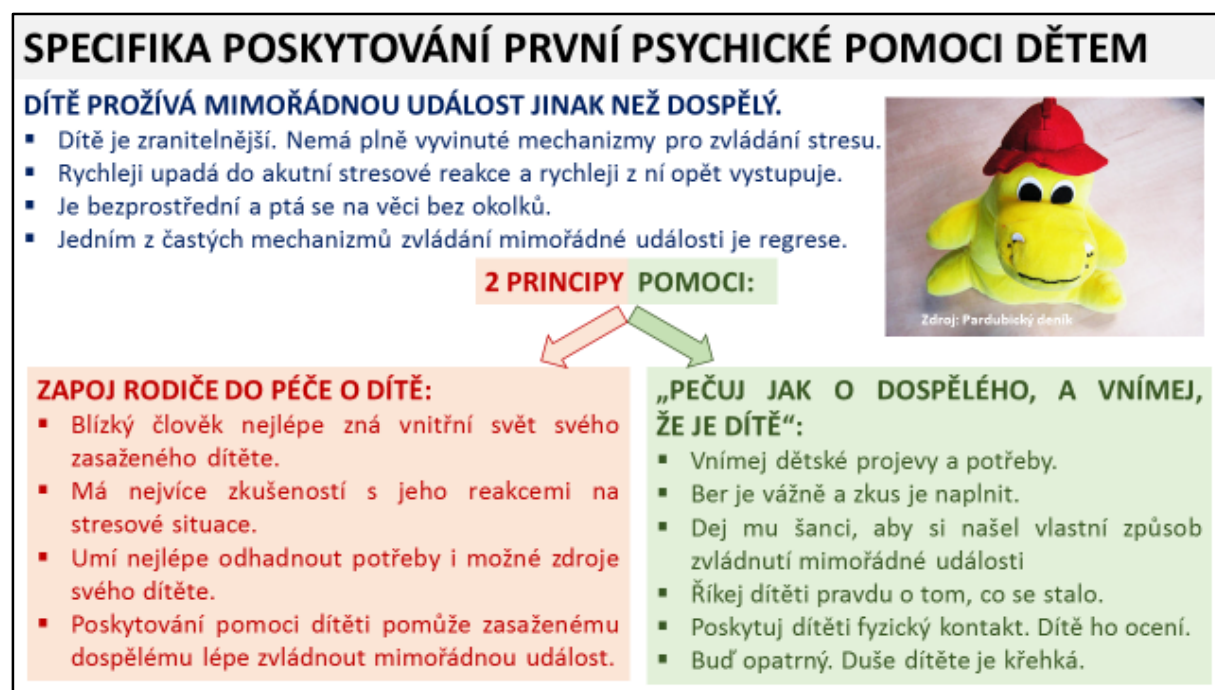 SPECIFIKA POSKYTOVÁNÍ PRVNÍ PSYCHICKÉ POMOCI DĚTEM
DÍTĚ PROŽÍVÁ MIMOŘÁDNOU UDÁLOST JINAK NEŽ DOSPĚLÝ.
▪ Dítě je zranitelnější. Nemá plně vyvinuté mechanizmy pro zvládání stresu.
▪ Rychleji upadá do akutní stresové reakce a rychleji z ní opět vystupuje.
▪ Je bezprostřední a ptá se na věci bez okolků.
▪ Jedním z častých mechanizmů zvládání mimořádné události je regrese.
Zdroj: Pardubický deník
2 PRINCIPY POMOCI:
ZAPOJ RODIČE DO PÉČE O DÍTĚ:
▪ Blízký člověk nejlépe zná vnitřní svět svého
zasaženého dítěte.
▪ Má nejvíce zkušeností s jeho reakcemi na
stresové situace.
▪ Umí nejlépe odhadnout potřeby i možné zdroje
svého dítěte.
▪ Poskytování pomoci dítěti pomůže zasaženému
dospělému lépe zvládnout mimořádnou událost.
„PEČUJ JAK O DOSPĚLÉHO, A VNÍMEJ,
ŽE JE DÍTĚ“:
▪ Vnímej dětské projevy a potřeby.
▪ Ber je vážně a zkus je naplnit.
▪ Dej mu šanci, aby si našel vlastní způsob
zvládnutí mimořádné události
▪ Říkej dítěti pravdu o tom, co se stalo.
▪ Poskytuj dítěti fyzický kontakt. Dítě ho ocení.
▪ Buď opatrný. Duše dítěte je křehká.